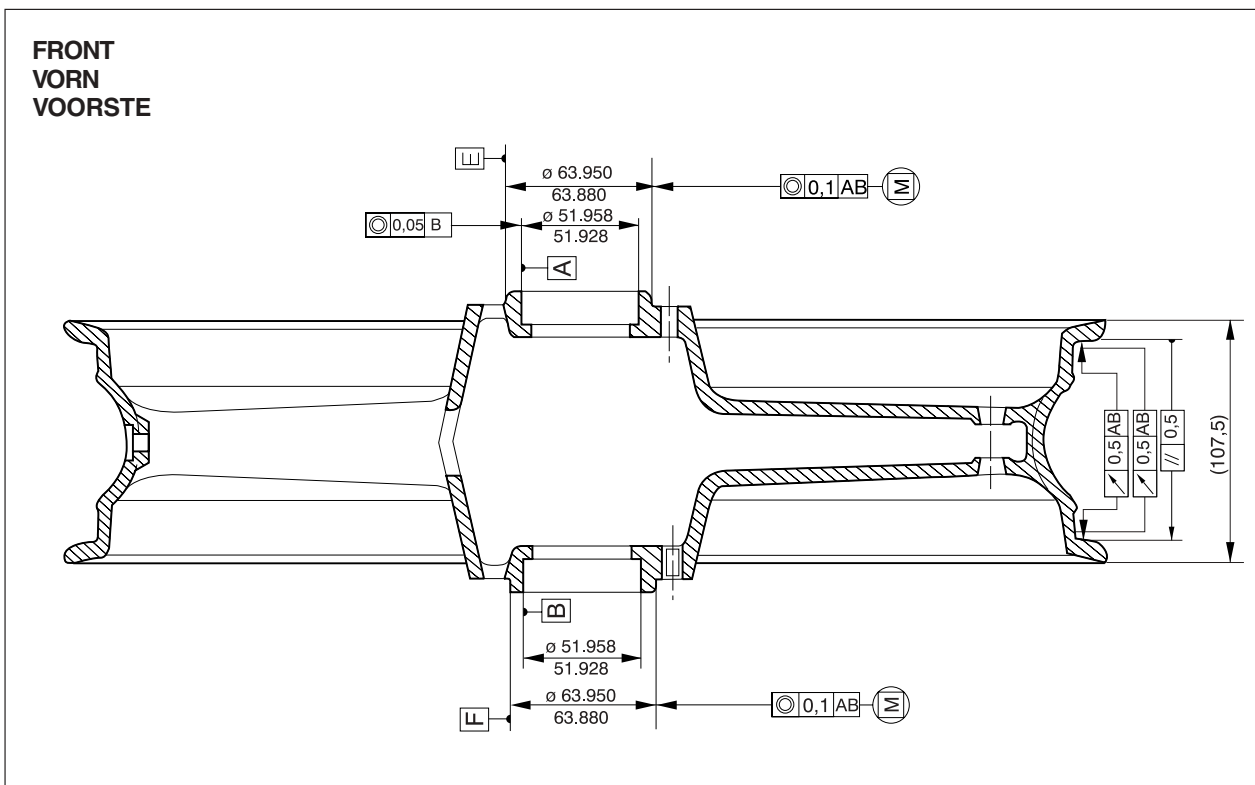 FRONT
VORN
VOORSTE
E
ø 63.950
63.880
0,1 AB M
0,05 B
ø 51.958
51.928
A
0,5 AB
0,5 AB
// 0,5
(107,5)
B
ø 51.958
51.928
ø 63.950
63.880
F
0,1 AB M